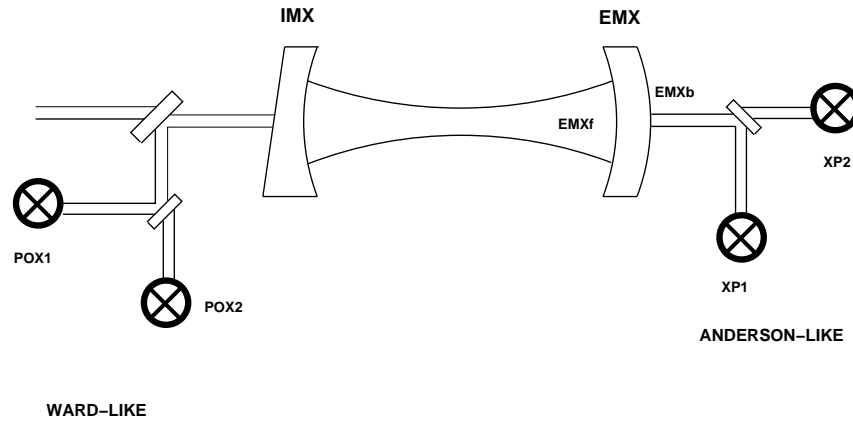 IMX
EMX
EMXb
EMXf
XP2
POX1
XP1
POX2
ANDERSON–LIKE
WARD–LIKE